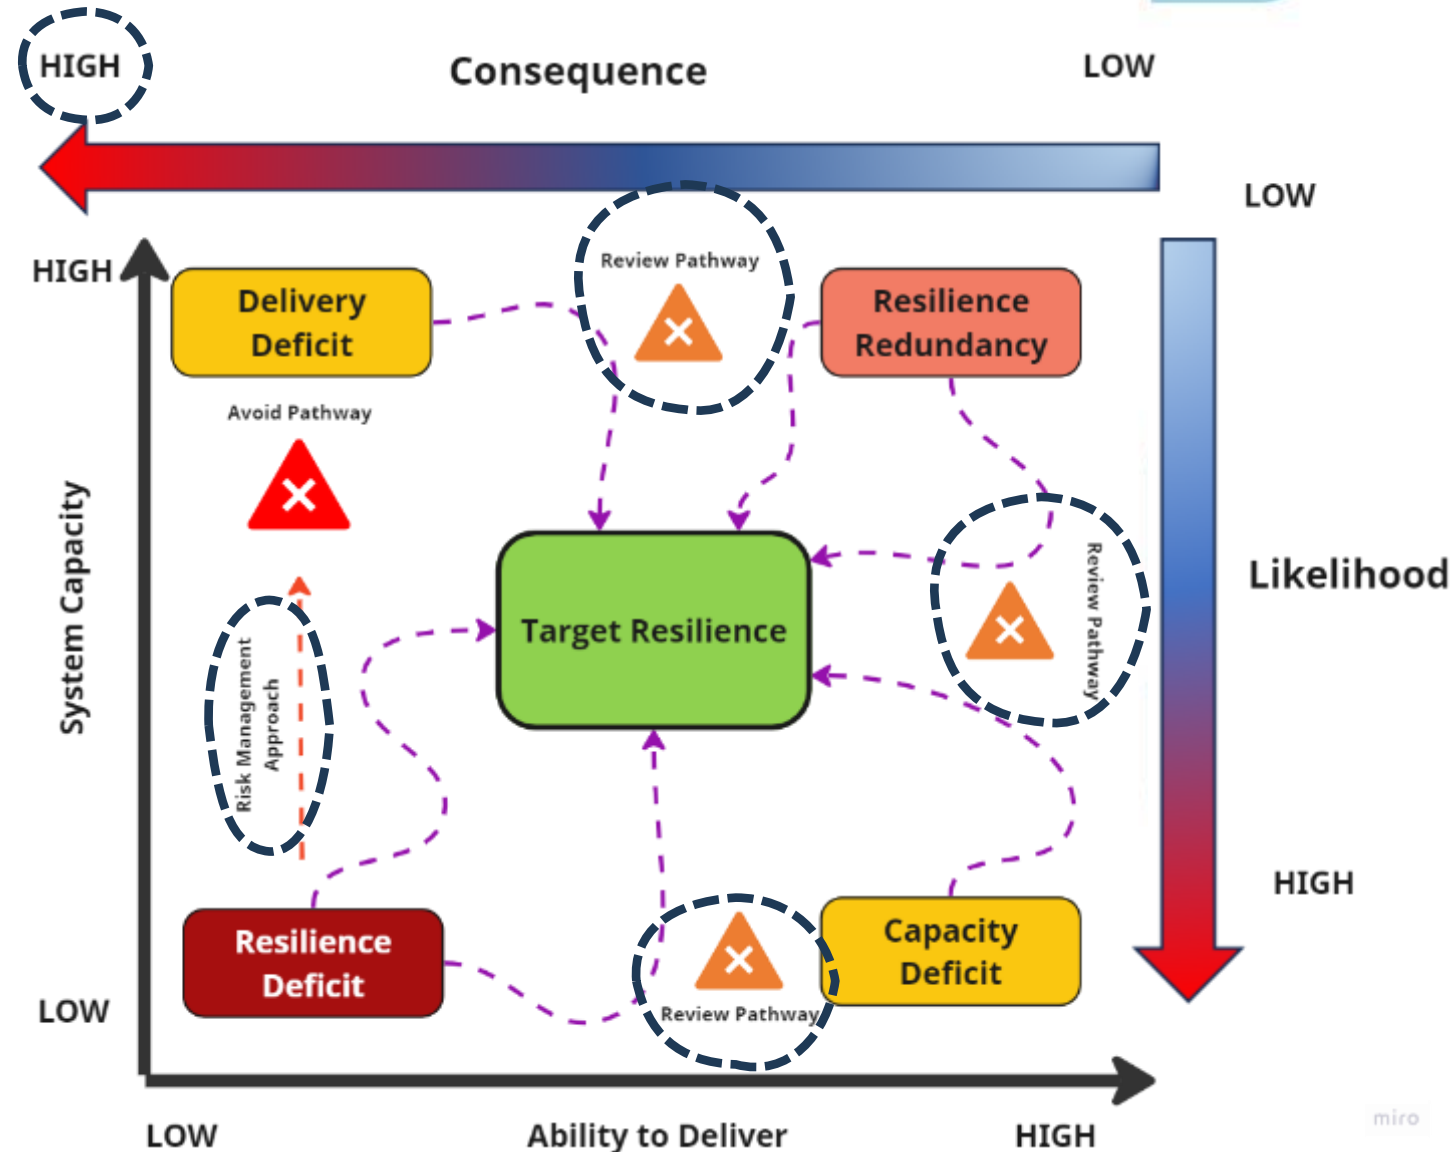 HIGH
Consequence
LOW
LOW
HIGH
Delivery
Deficit
Review Pathway
Resilience
Redundancy
Avoid Pathway
System Capacity
Target Resilience
Review Pathway
Likelihood
Risk Management
Approach
HIGH
Resilience
Deficit
Capacity
Deficit
Review Pathway
LOW
LOW
Ability to Deliver
HIGH
miro